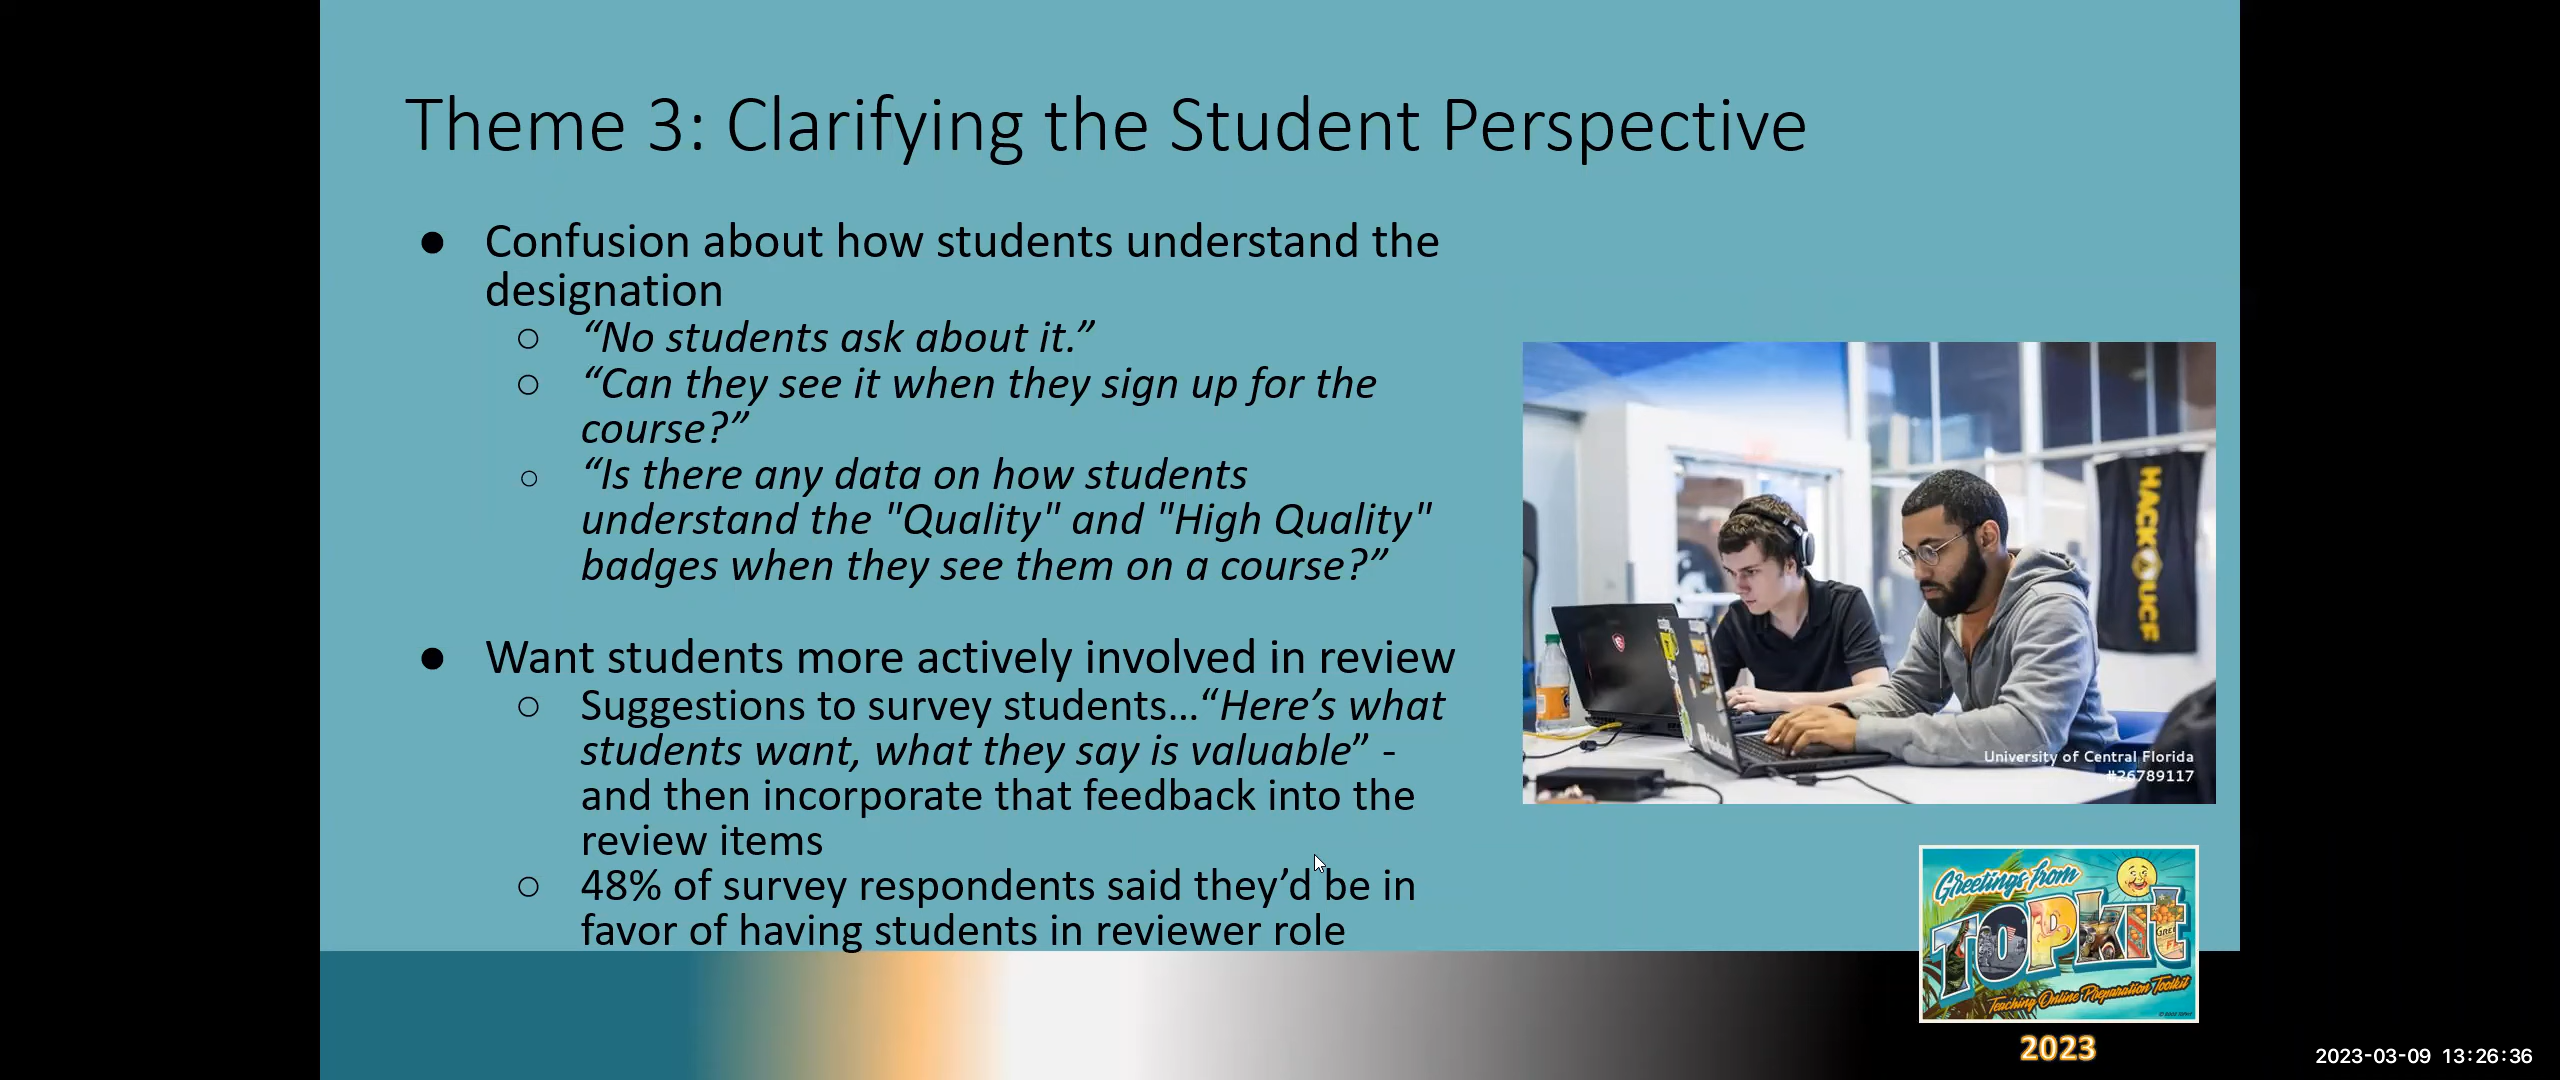 Theme 3: Clarifying the Student Perspective
● Confusion about how students understand the
designation
○ “No students ask about it.”
○ “Can they see it when they sign up for the
course?”
○ “Is there any data on how students
understand the "Quality" and "High Quality"
badges when they see them on a course?”
● Want students more actively involved in review
○ Suggestions to survey students…“Here’s what
students want, what they say is valuable” -
and then incorporate that feedback into the
review items
○ 48% of survey respondents said they’d be in
favor of having students in reviewer role
HACK UCF
University of Central Florida
#26789117
Greetings from
TOPkit
Teaching Online Preparation Toolkit
2023
2023-03-09 13:26:36